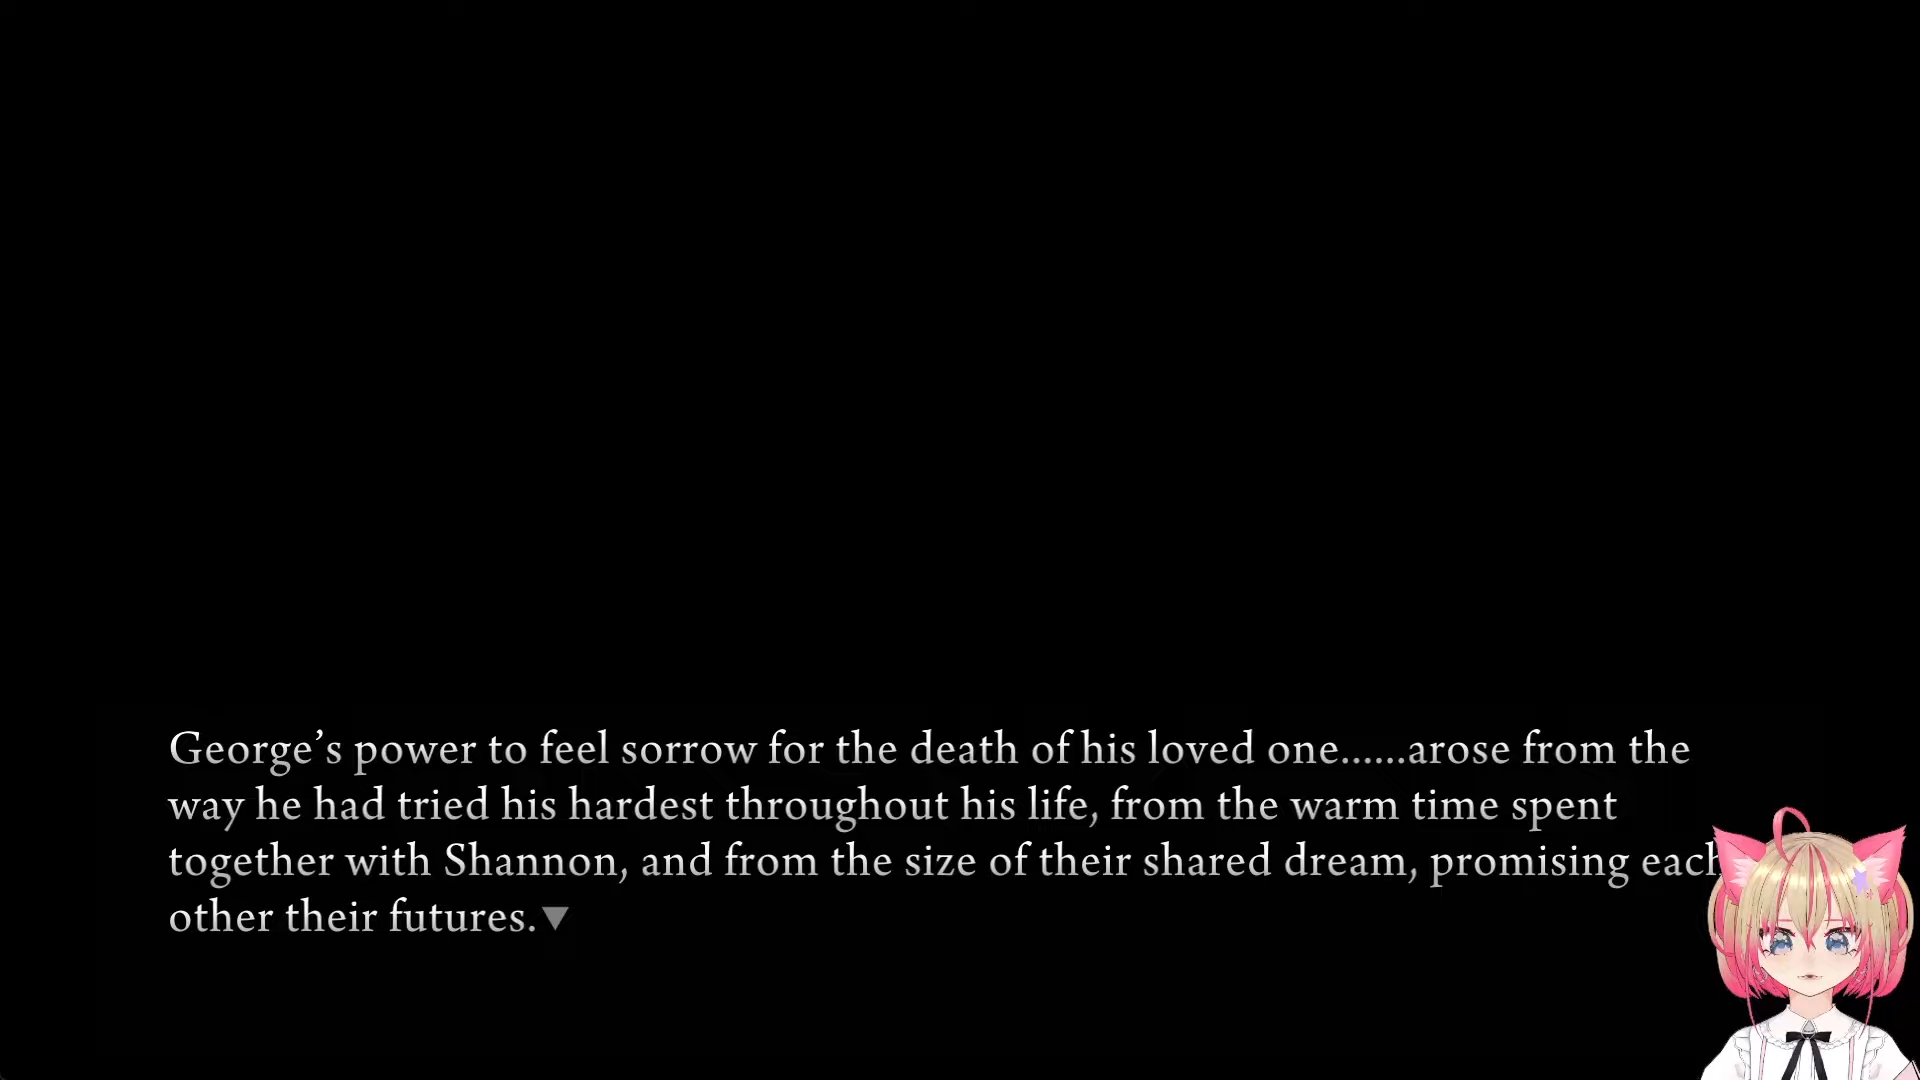 George’s power to feel sorrow for the death of his loved one......arose from the
way he had tried his hardest throughout his life, from the warm time spent
together with Shannon, and from the size of their shared dream, promising each
other their futures.